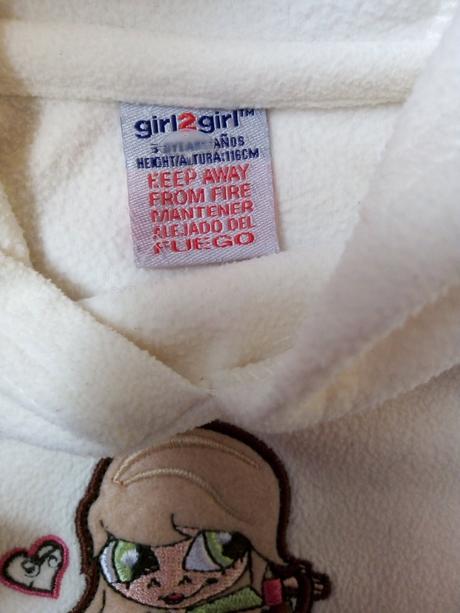 girl2girl™
AÑOS
HEIGHT/ALTURA:116CM
KEEP AWAY
FROM FIRE
MANTENER
ALEJADO DEL
FUEGO